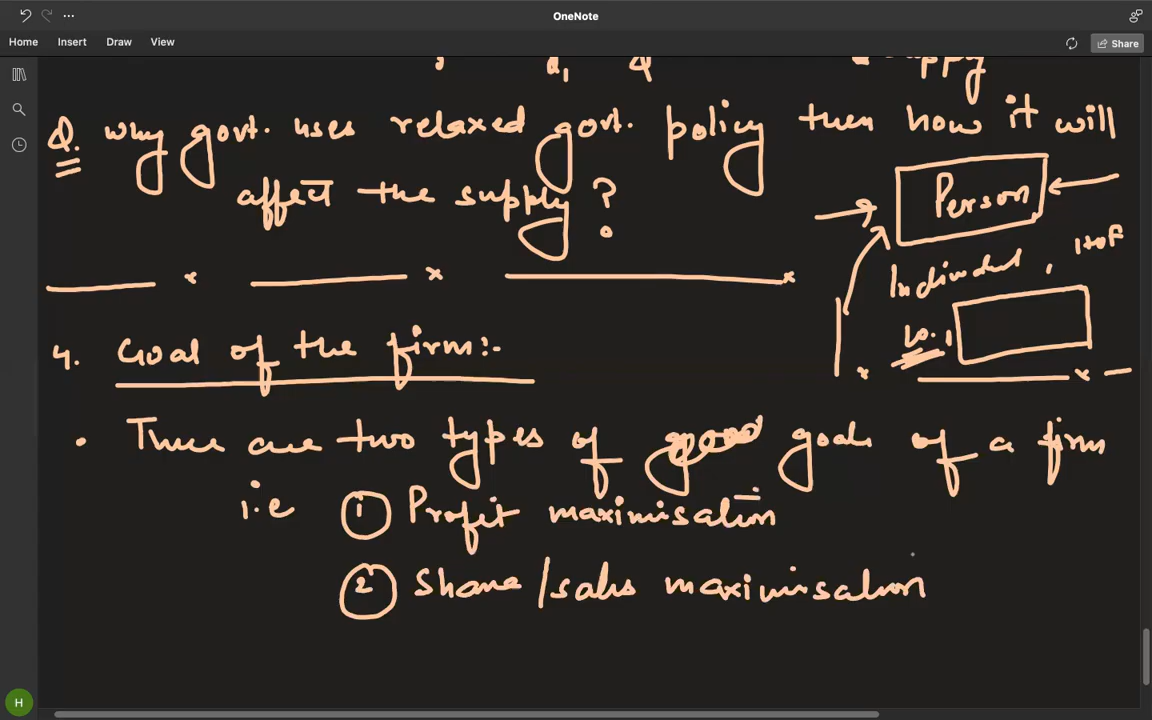 OneNote
Home Insert Draw View
Share
Supply
Q. why govt. uses relaxed govt. policy then how it will
affect the supply ?
Person
Individual,
4. Goal of the firm:-
• There are two types of goals of a firm
i.e ① Profit maximisation
② Share/sales maximisation
H